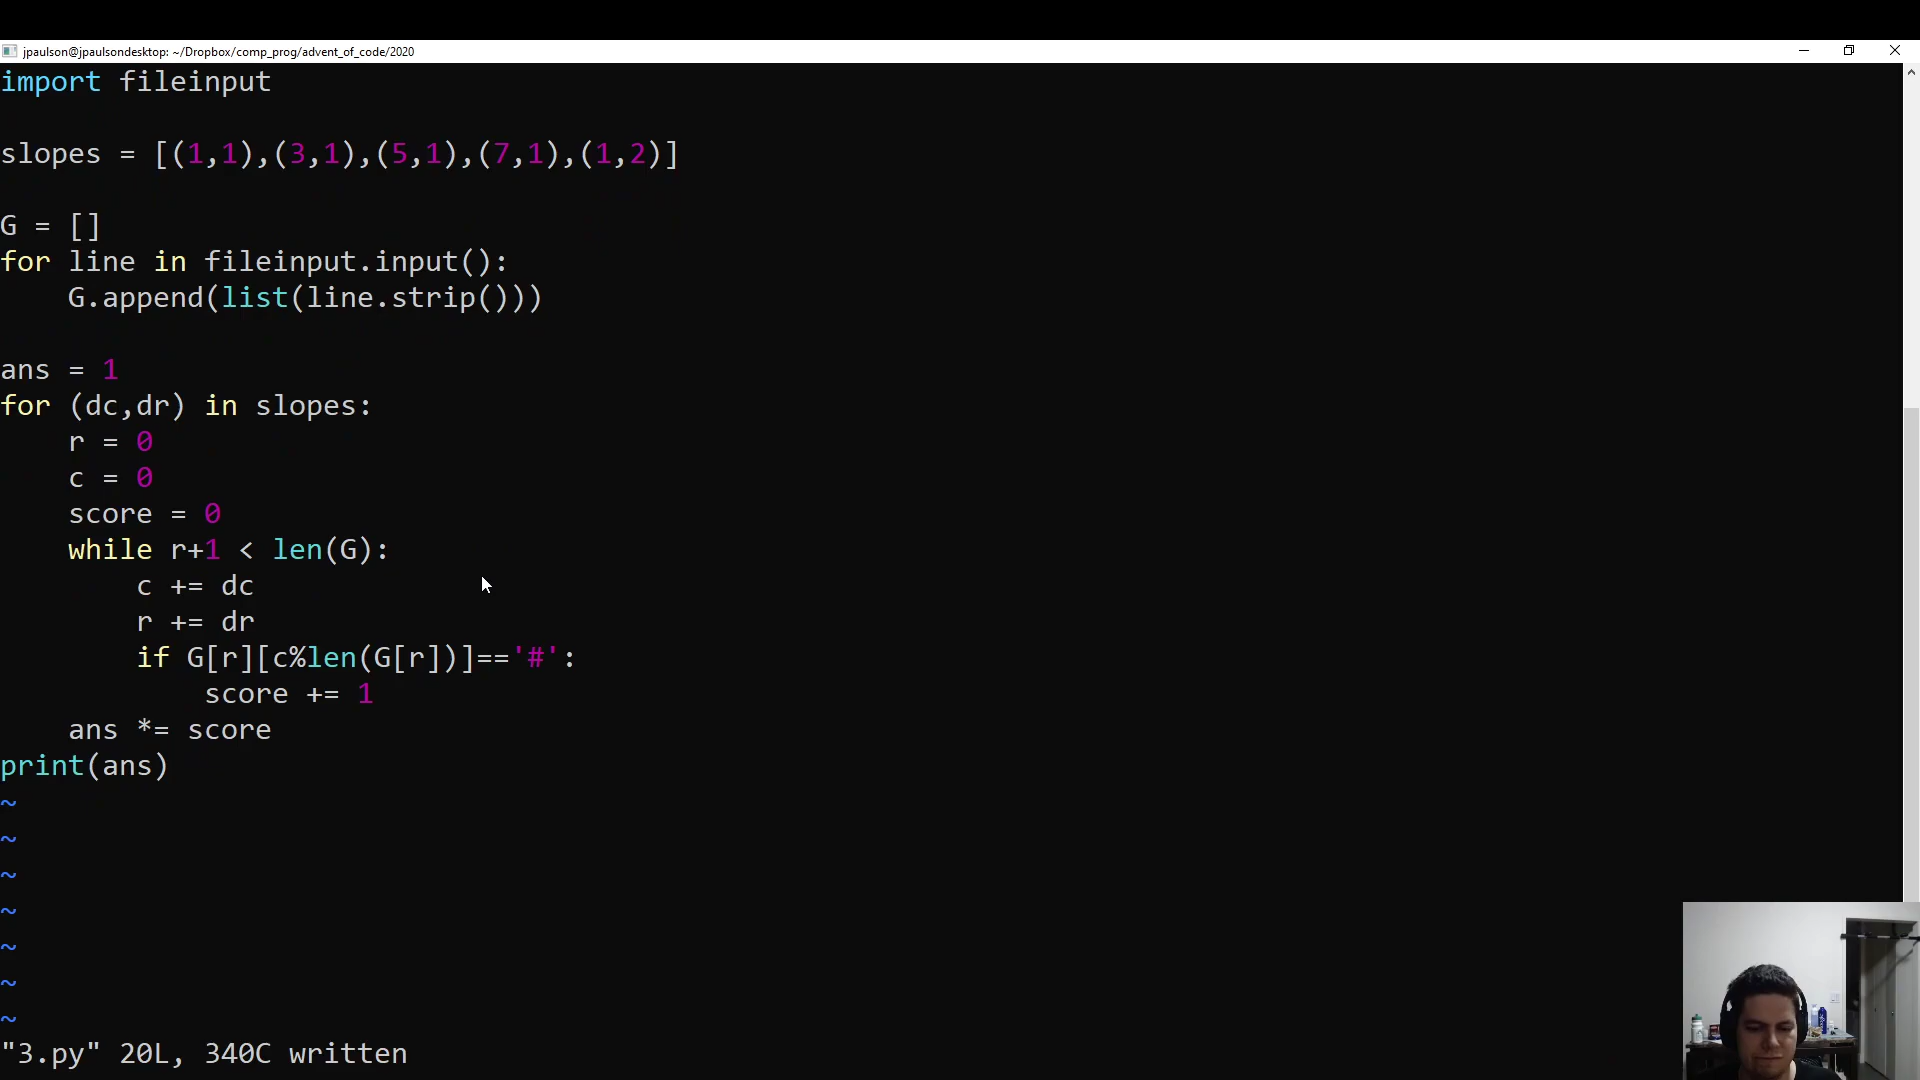 jpaulson@jpaulsondesktop: ~/Dropbox/comp_prog/advent_of_code/2020
import fileinput
slopes = [(1,1),(3,1),(5,1),(7,1),(1,2)]
G = []
for line in fileinput.input():
    G.append(list(line.strip()))
ans = 1
for (dc,dr) in slopes:
    r = 0
    c = 0
    score = 0
    while r+1 < len(G):
        c += dc
        r += dr
        if G[r][c%len(G[r])]=='#':
            score += 1
    ans *= score
print(ans)
~
~
~
~
~
~
~
"3.py" 20L, 340C written